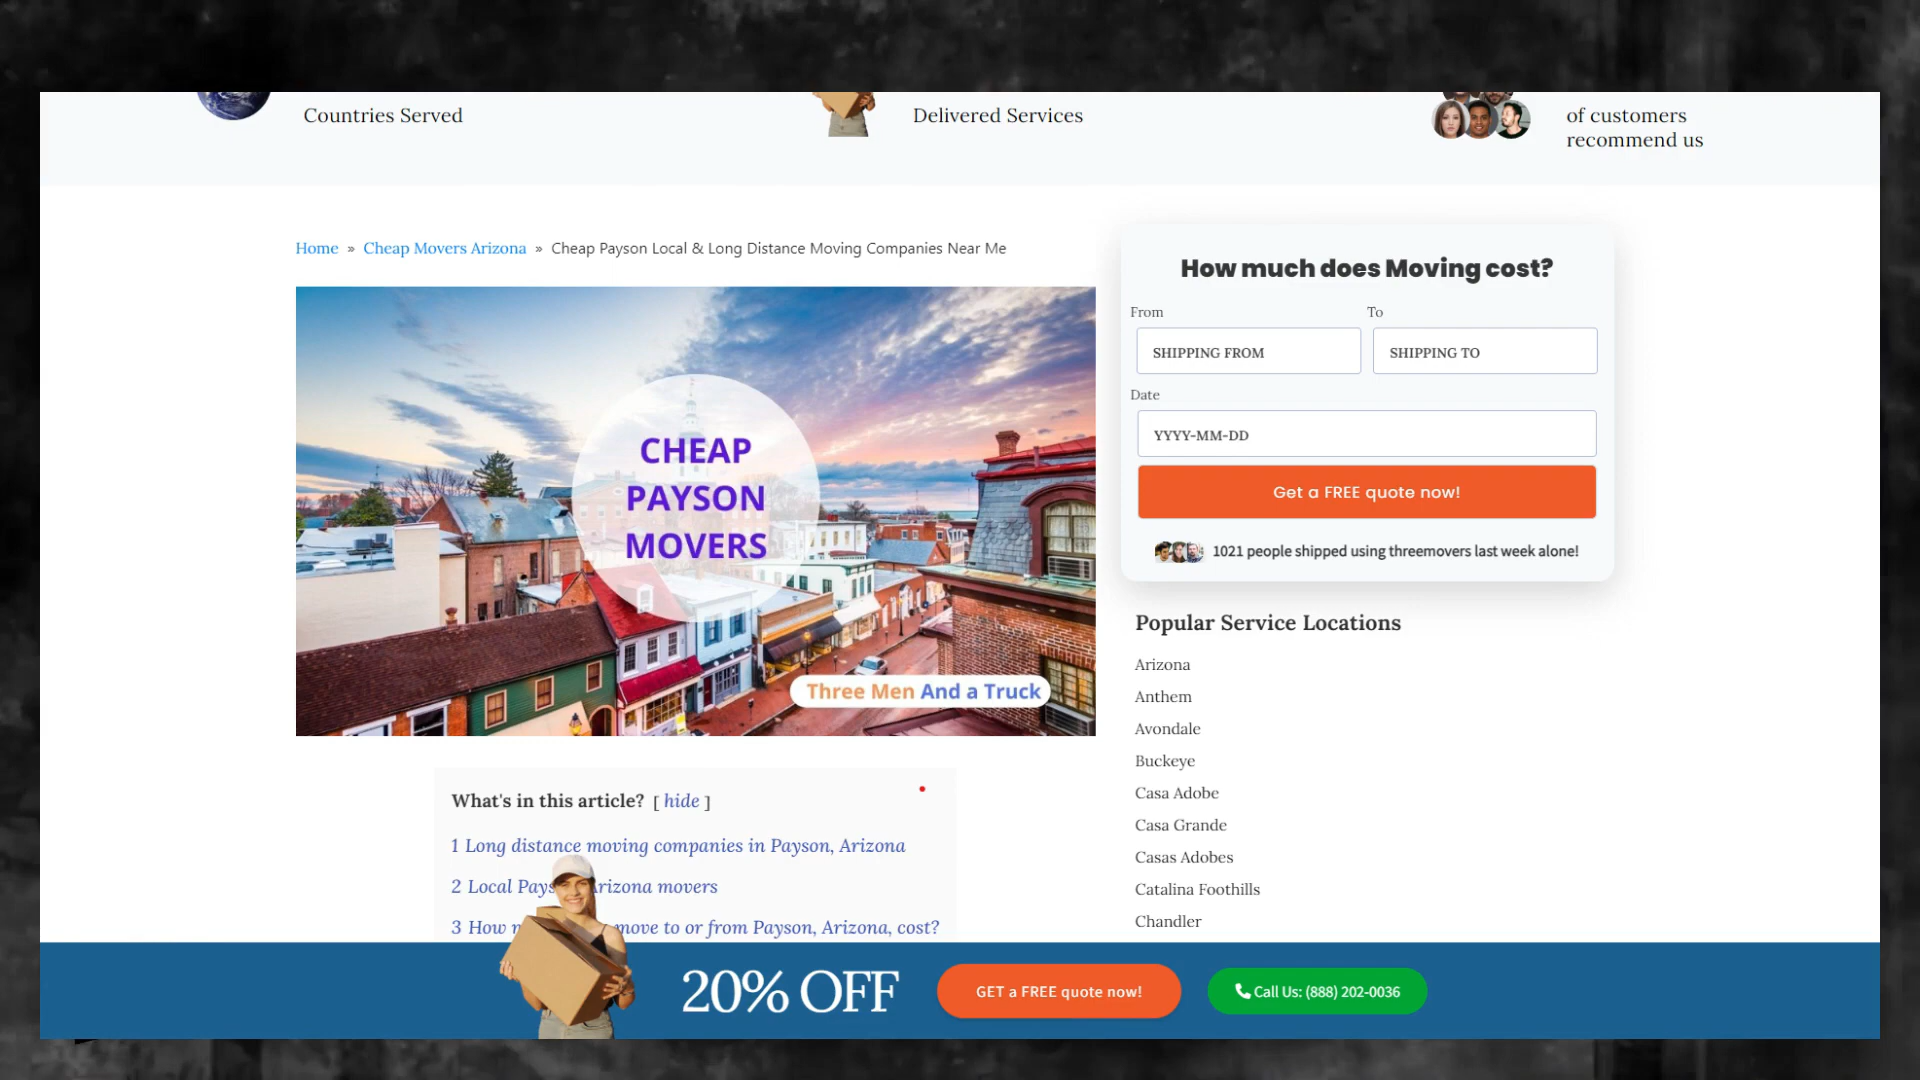 Countries Served
Delivered Services
of customers
recommend us
Home » Cheap Movers Arizona » Cheap Payson Local & Long Distance Moving Companies Near Me
CHEAP
PAYSON
MOVERS
Three Men And a Truck
How much does Moving cost?
From To
SHIPPING FROM SHIPPING TO
Date
YYYY-MM-DD
Get a FREE quote now!
1021 people shipped using threemovers last week alone!
Popular Service Locations
Arizona
Anthem
Avondale
Buckeye
Casa Adobe
Casa Grande
Casas Adobes
Catalina Foothills
Chandler
What's in this article? [ hide ]
1 Long distance moving companies in Payson, Arizona
2 Local Pays rizona movers
3 How move to or from Payson, Arizona, cost?
20% OFF
GET a FREE quote now!
Call Us: (888) 202-0036